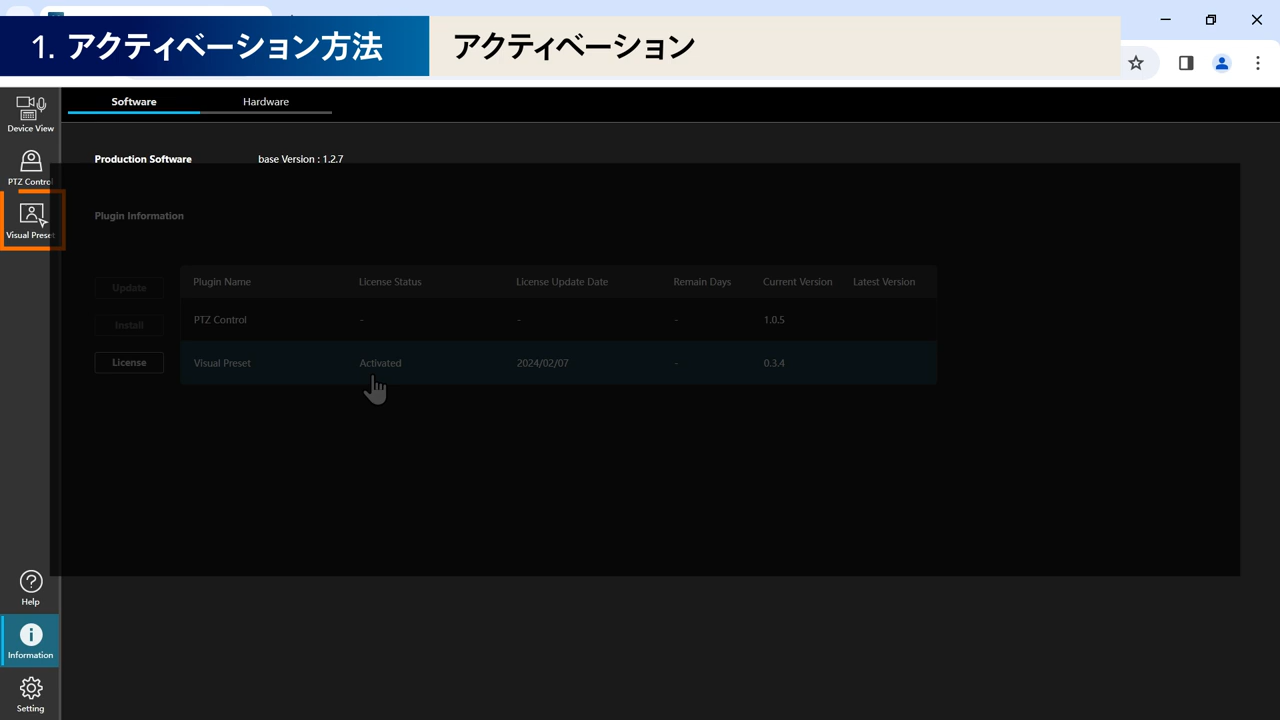 1. アクティベーション方法 アクティベーション
Software Hardware
Device View
Production Software base Version : 1.2.7
PTZ Control
Plugin Information
Visual Preset
Plugin Name License Status License Update Date Remain Days Current Version Latest Version
Update
PTZ Control - - - 1.0.5
Install
License
Visual Preset Activated 2024/02/07 - 0.3.4
Help
Information
Setting